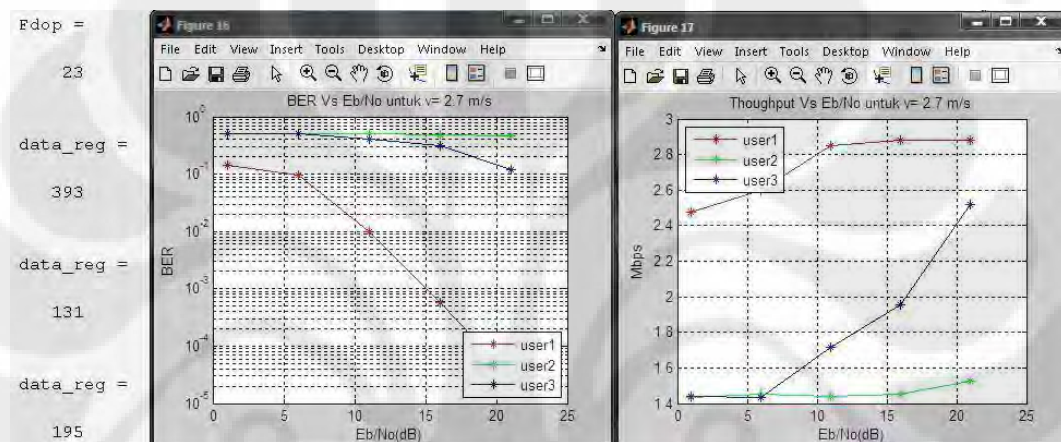 Fdop =
23
data_reg =
393
data_reg =
131
data_reg =
195
Figure 16
File Edit View Insert Tools Desktop Window Help
BER Vs Eb/No untuk v= 2.7 m/s
10^0
10^-1
10^-2
10^-3
10^-4
10^-5
BER
0 5 10 15 20 25
Eb/No(dB)
user1
user2
user3
Figure 17
File Edit View Insert Tools Desktop Window Help
Thoughput Vs Eb/No untuk v= 2.7 m/s
3
2.8
2.6
2.4
2.2
2
1.8
1.6
1.4
Mbps
user1
user2
user3
0 5 10 15 20 25
Eb/No(dB)